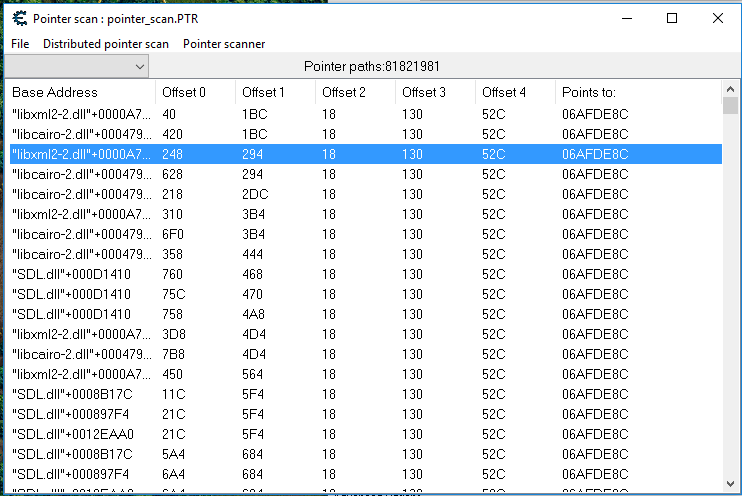 Pointer scan : pointer_scan.PTR
File Distributed pointer scan Pointer scanner
Pointer paths:81821981
Base Address Offset 0 Offset 1 Offset 2 Offset 3 Offset 4 Points to:
"libxml2-2.dll"+0000A7... 40 1BC 18 130 52C 06AFDE8C
"libcairo-2.dll"+000479... 420 1BC 18 130 52C 06AFDE8C
"libxml2-2.dll"+0000A7... 248 294 18 130 52C 06AFDE8C
"libcairo-2.dll"+000479... 628 294 18 130 52C 06AFDE8C
"libcairo-2.dll"+000479... 218 2DC 18 130 52C 06AFDE8C
"libxml2-2.dll"+0000A7... 310 3B4 18 130 52C 06AFDE8C
"libcairo-2.dll"+000479... 6F0 3B4 18 130 52C 06AFDE8C
"libcairo-2.dll"+000479... 358 444 18 130 52C 06AFDE8C
"SDL.dll"+000D1410 760 468 18 130 52C 06AFDE8C
"SDL.dll"+000D1410 75C 470 18 130 52C 06AFDE8C
"SDL.dll"+000D1410 758 4A8 18 130 52C 06AFDE8C
"libxml2-2.dll"+0000A7... 3D8 4D4 18 130 52C 06AFDE8C
"libcairo-2.dll"+000479... 7B8 4D4 18 130 52C 06AFDE8C
"libxml2-2.dll"+0000A7... 450 564 18 130 52C 06AFDE8C
"SDL.dll"+0008B17C 11C 5F4 18 130 52C 06AFDE8C
"SDL.dll"+000897F4 21C 5F4 18 130 52C 06AFDE8C
"SDL.dll"+0012EAA0 21C 5F4 18 130 52C 06AFDE8C
"SDL.dll"+0008B17C 5A4 684 18 130 52C 06AFDE8C
"SDL.dll"+000897F4 6A4 684 18 130 52C 06AFDE8C
"SDL.dll"+0012EAA0 6A4 684 18 130 52C 06AFDE8C